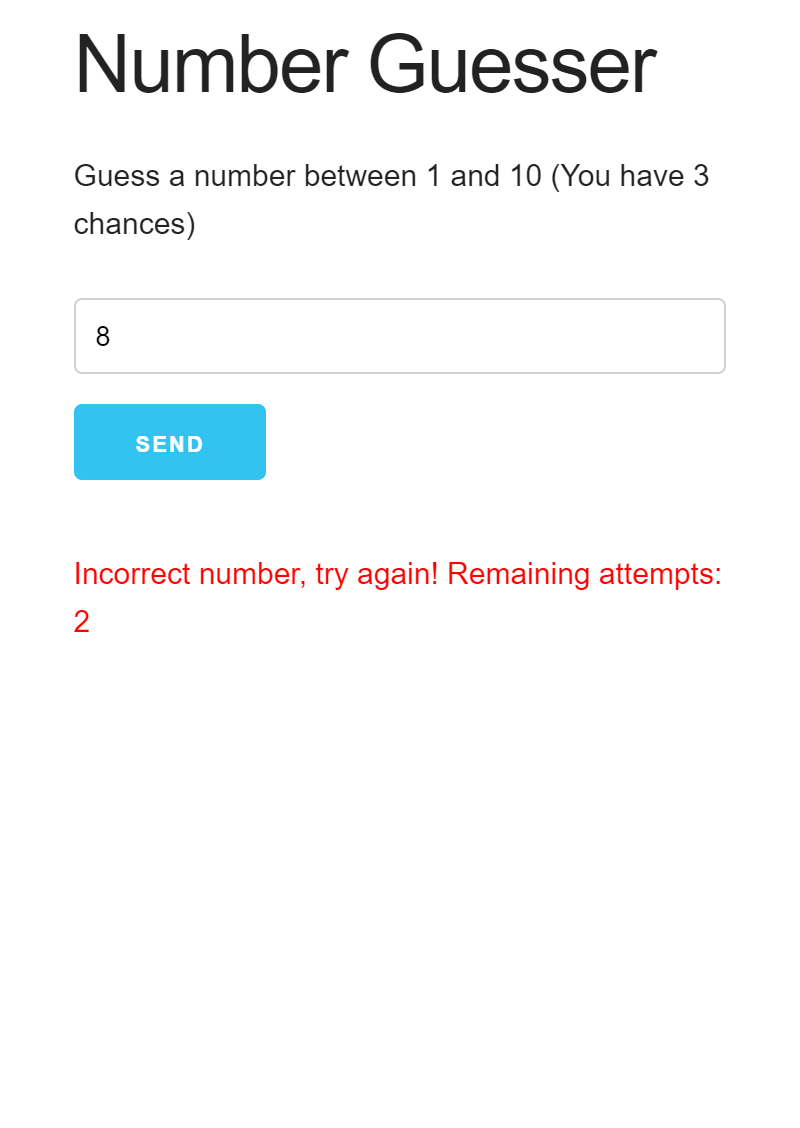 Number Guesser
Guess a number between 1 and 10 (You have 3
chances)
8
SEND
Incorrect number, try again! Remaining attempts:
2